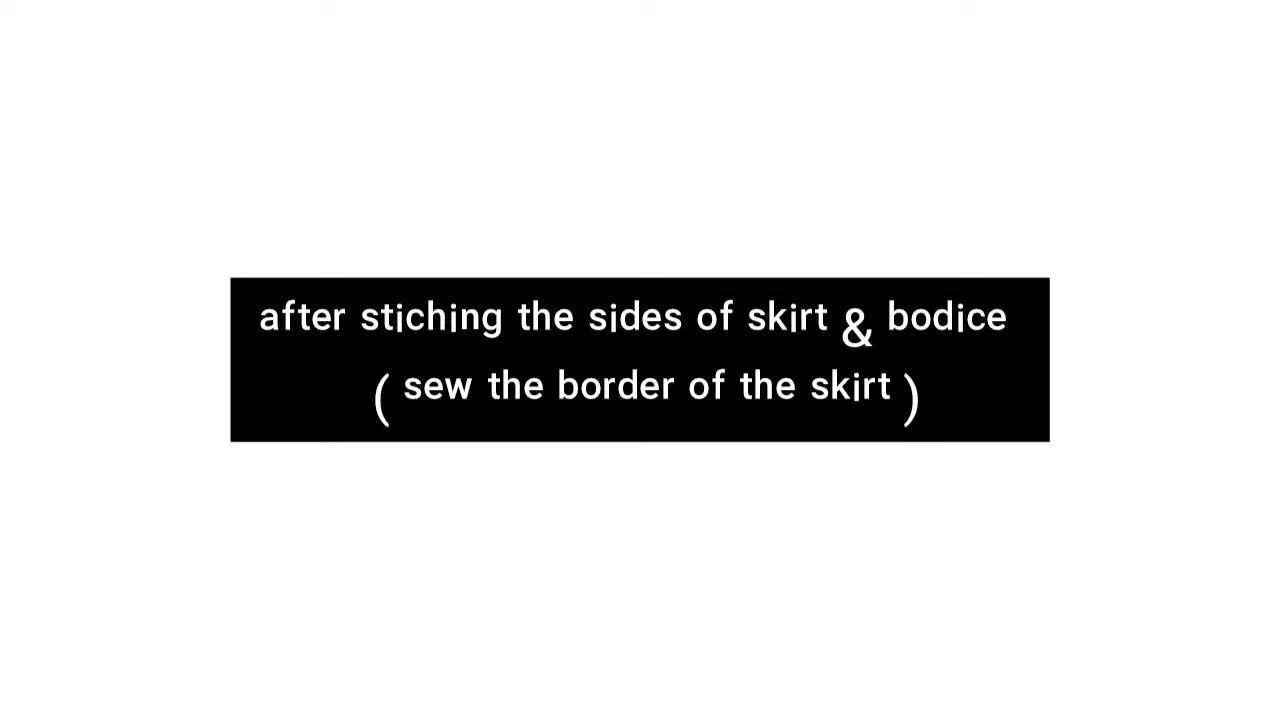 after stiching the sides of skirt & bodice
( sew the border of the skirt )